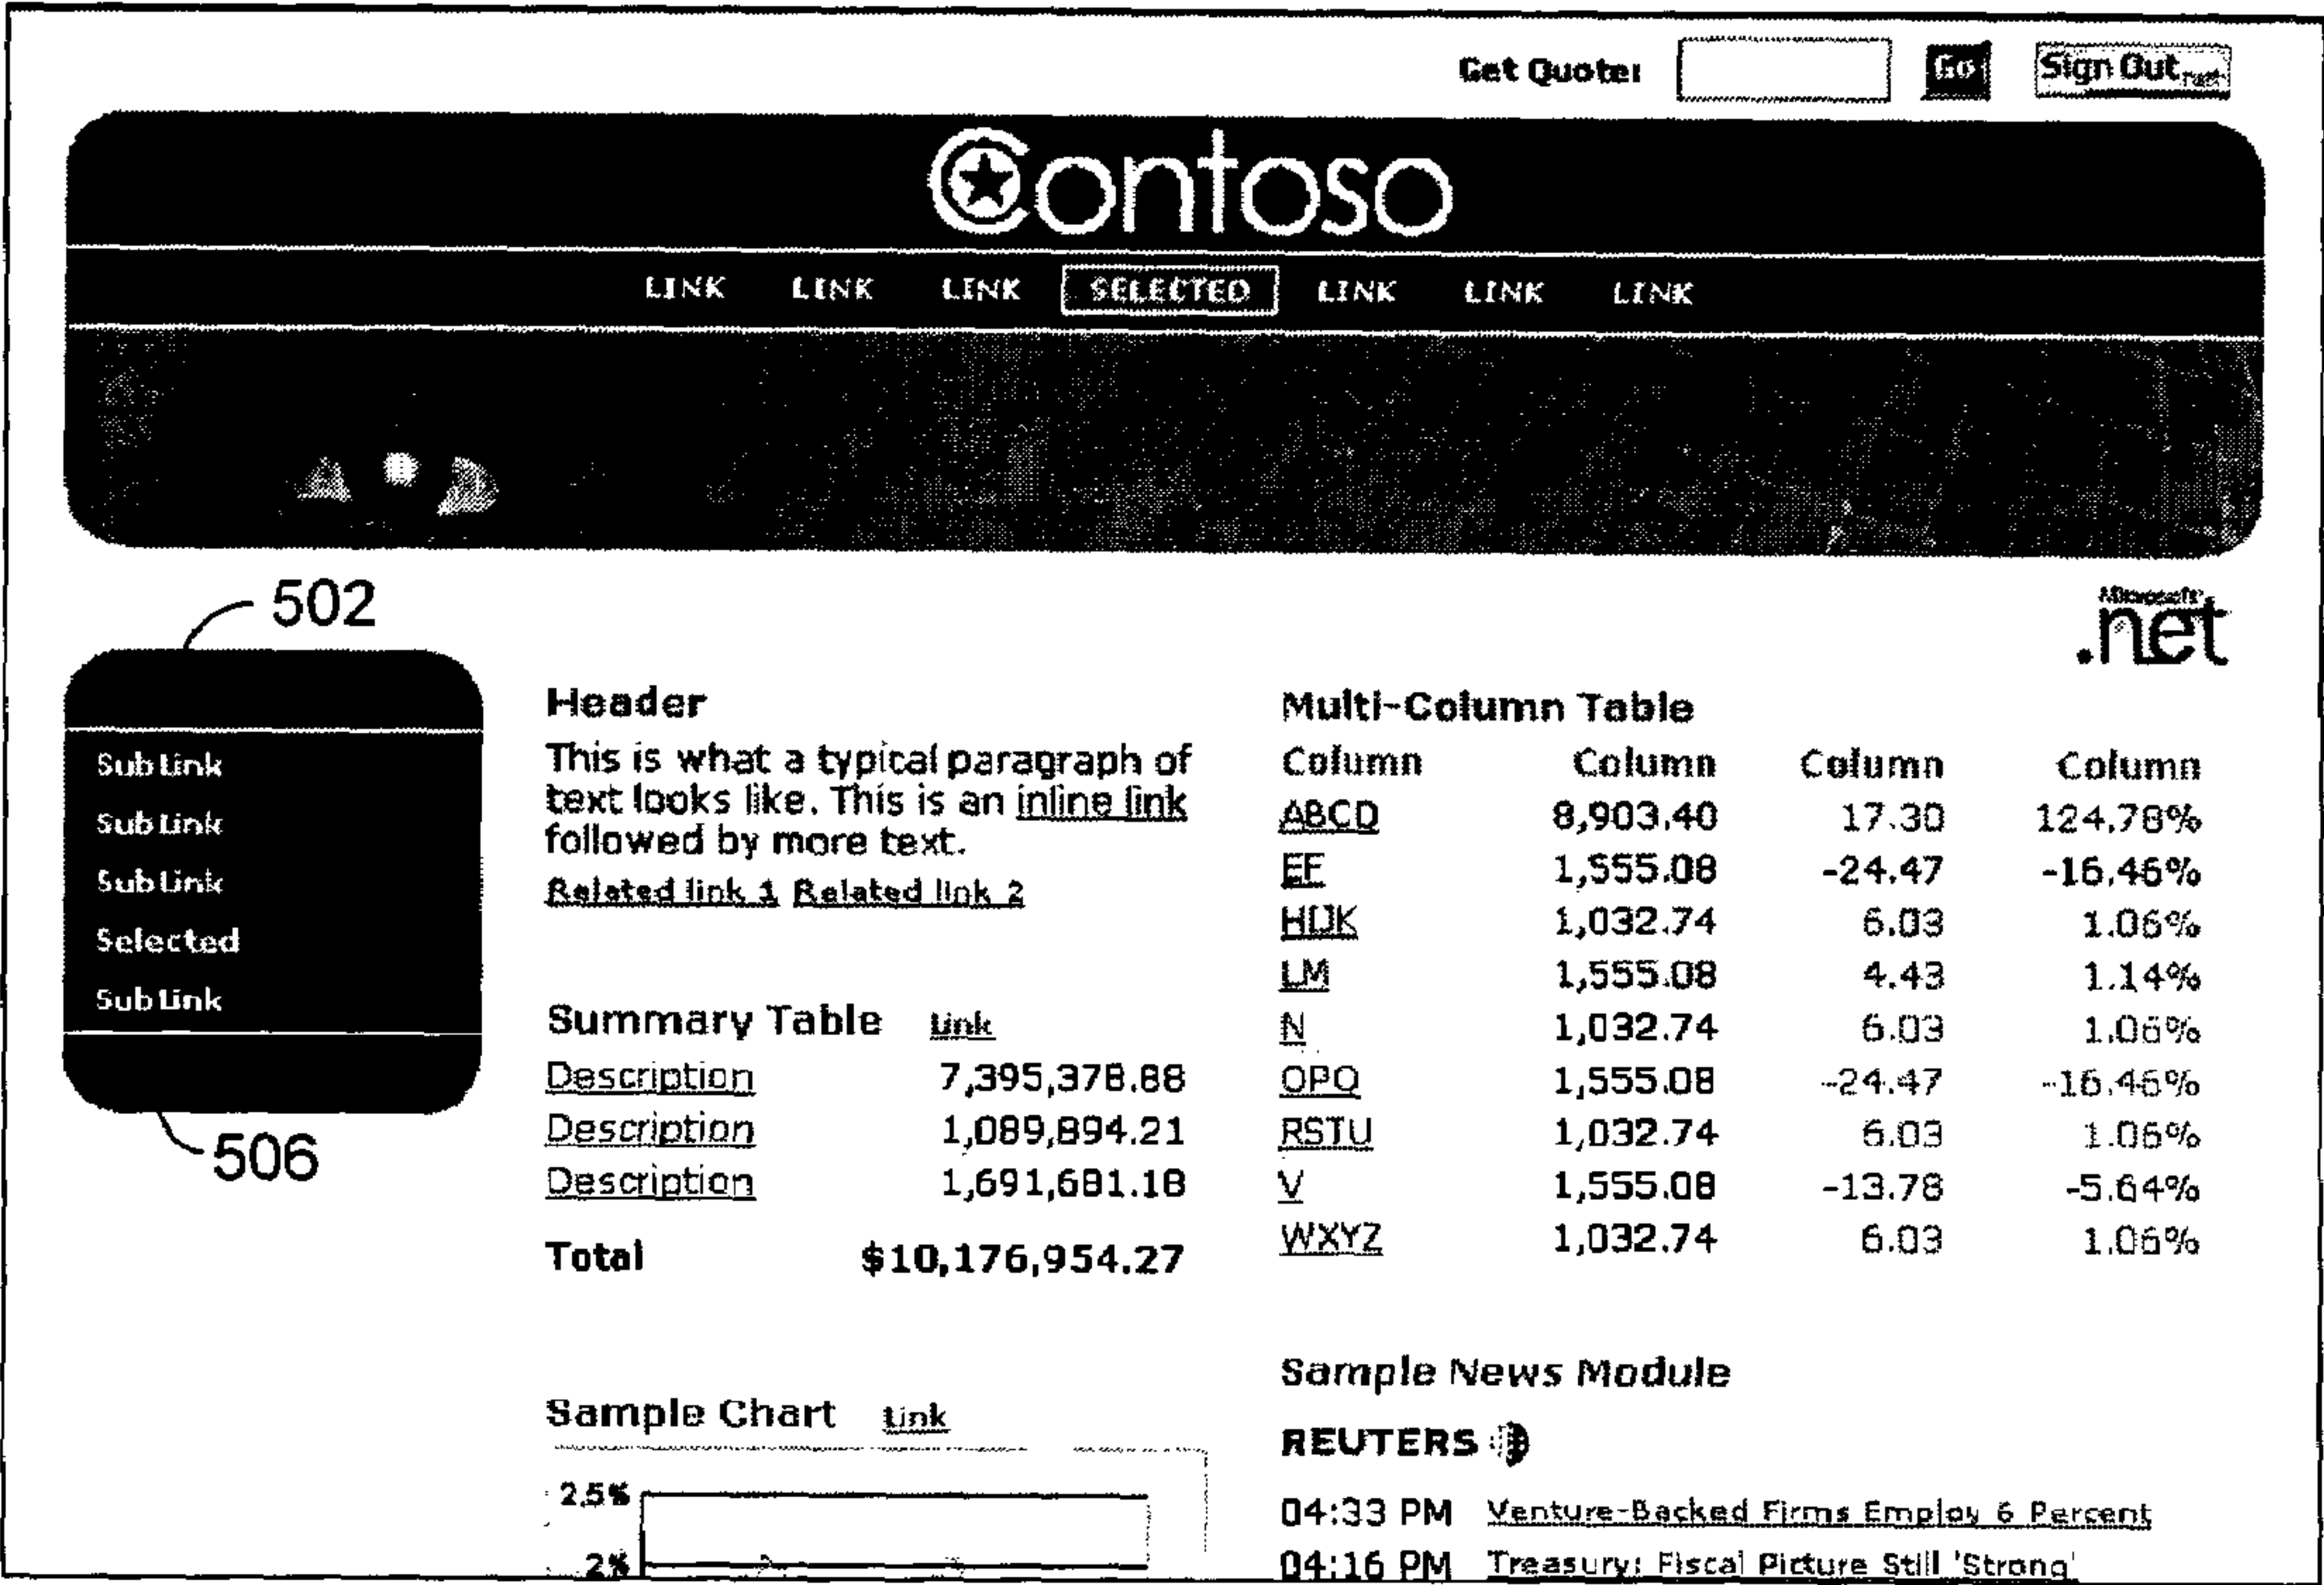 Get Quote: Go Sign Out
Contoso
LINK LINK LINK SELECTED LINK LINK LINK
502
Microsoft
.net
Sub Link
Sub Link
Sub Link
Selected
Sub Link
506
Header
This is what a typical paragraph of
text looks like. This is an inline link
followed by more text.
Related link 1 Related link 2
Summary Table Link
Description 7,395,378.88
Description 1,089,894.21
Description 1,691,681.18
Total $10,176,954.27
Sample Chart Link
2.5%
2%
Multi-Column Table
Column Column Column Column
ABCD 8,903.40 17.30 124.78%
EF 1,555.08 -24.47 -16.46%
HIJK 1,032.74 6.03 1.06%
LM 1,555.08 4.43 1.14%
N 1,032.74 6.03 1.06%
OPQ 1,555.08 -24.47 -16.46%
RSTU 1,032.74 6.03 1.06%
V 1,555.08 -13.78 -5.64%
WXYZ 1,032.74 6.03 1.06%
Sample News Module
REUTERS
04:33 PM Venture-Backed Firms Employ 6 Percent
04:16 PM Treasury: Fiscal Picture Still 'Strong'